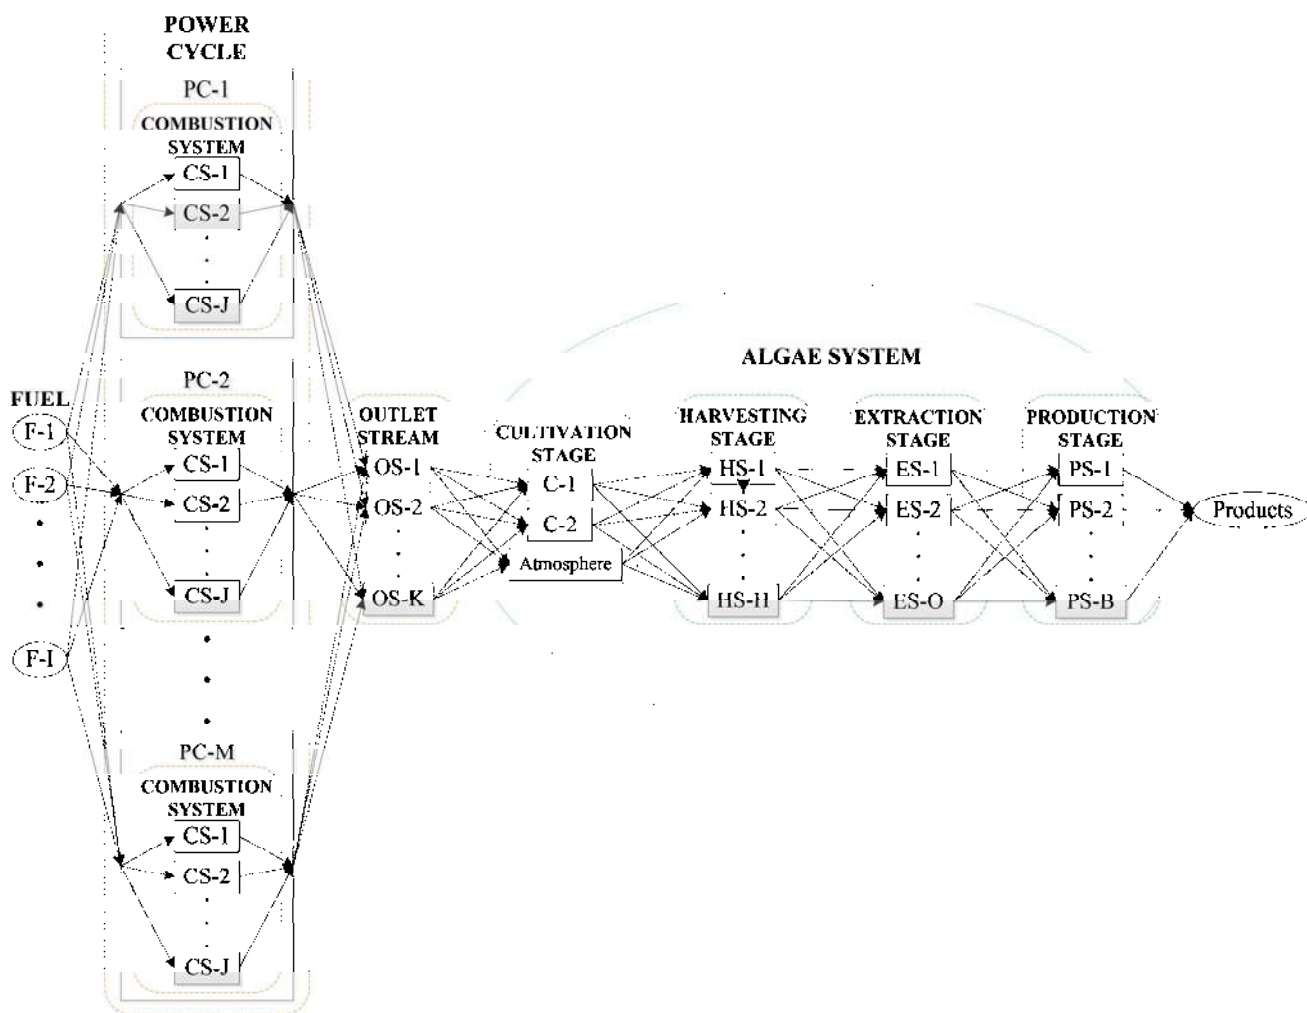 POWER
CYCLE
PC-1
COMBUSTION
SYSTEM
CS-1
CS-2
CS-J
PC-2
COMBUSTION
SYSTEM
CS-1
CS-2
CS-J
PC-M
COMBUSTION
SYSTEM
CS-1
CS-2
CS-J
FUEL
F-1
F-2
F-I
OUTLET
STREAM
OS-1
OS-2
OS-K
ALGAE SYSTEM
CULTIVATION
STAGE
C-1
C-2
Atmosphere
HARVESTING
STAGE
HS-1
HS-2
HS-H
EXTRACTION
STAGE
ES-1
ES-2
ES-O
PRODUCTION
STAGE
PS-1
PS-2
PS-B
Products